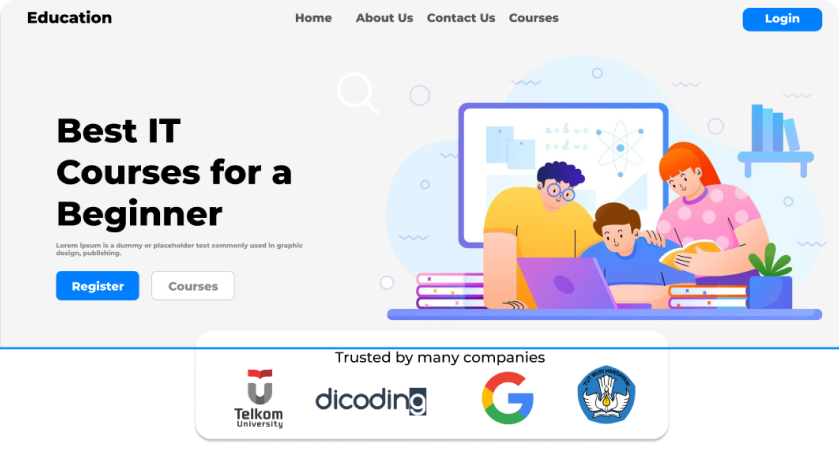 Education
Home About Us Contact Us Courses
Login
Best IT
Courses for a
Beginner
Lorem ipsum is a dummy or placeholder text commonly used in graphic
design, publishing.
Register
Courses
a + b = c
Trusted by many companies
Telkom
University
dicoding
TUT WURI HANDAYANI